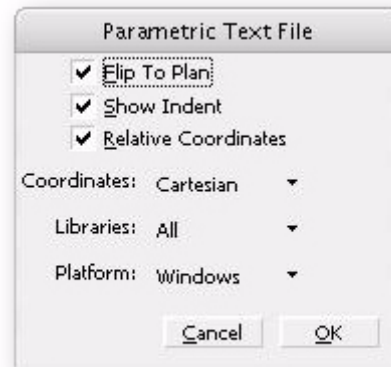 Parametric Text File
Flip To Plan
Show Indent
Relative Coordinates
Coordinates: Cartesian
Libraries: All
Platform: Windows
Cancel OK